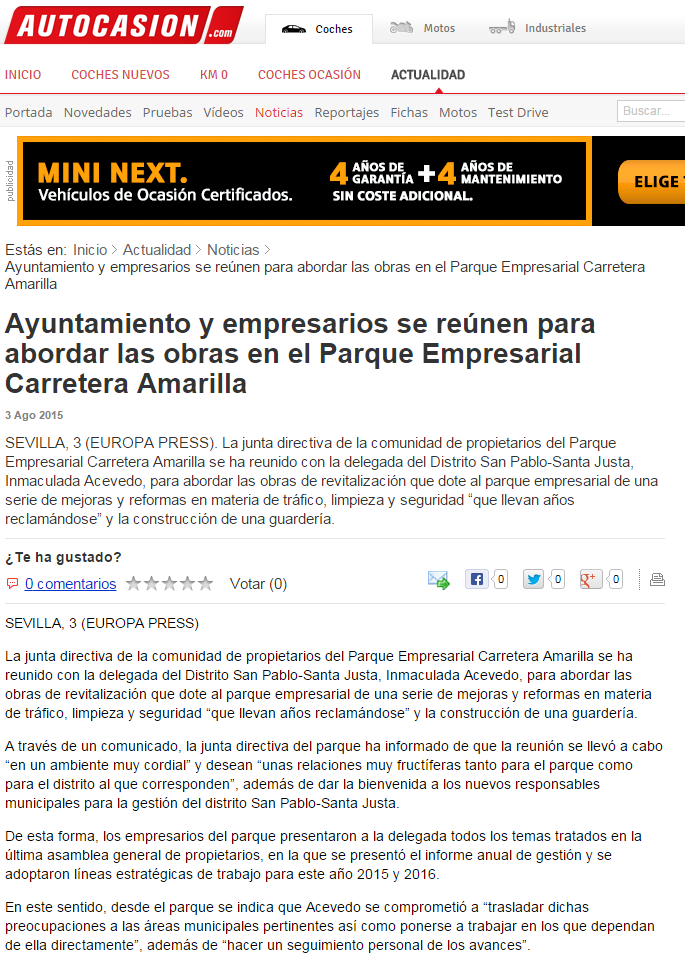 AUTOCASION.com
Coches
Motos
Industriales
INICIO COCHES NUEVOS KM 0 COCHES OCASIÓN ACTUALIDAD
Portada Novedades Pruebas Vídeos Noticias Reportajes Fichas Motos Test Drive
Buscar...
publicidad
MINI NEXT.
Vehículos de Ocasión Certificados.
4 AÑOS DE GARANTÍA + 4 AÑOS DE MANTENIMIENTO
SIN COSTE ADICIONAL.
ELIGE
Estás en: Inicio > Actualidad > Noticias >
Ayuntamiento y empresarios se reúnen para abordar las obras en el Parque Empresarial Carretera
Amarilla
Ayuntamiento y empresarios se reúnen para
abordar las obras en el Parque Empresarial
Carretera Amarilla
3 Ago 2015
SEVILLA, 3 (EUROPA PRESS). La junta directiva de la comunidad de propietarios del Parque
Empresarial Carretera Amarilla se ha reunido con la delegada del Distrito San Pablo-Santa Justa,
Inmaculada Acevedo, para abordar las obras de revitalización que dote al parque empresarial de una
serie de mejoras y reformas en materia de tráfico, limpieza y seguridad “que llevan años
reclamándose” y la construcción de una guardería.
¿Te ha gustado?
0 comentarios Votar (0) 0 0 g+ 0
SEVILLA, 3 (EUROPA PRESS)
La junta directiva de la comunidad de propietarios del Parque Empresarial Carretera Amarilla se ha
reunido con la delegada del Distrito San Pablo-Santa Justa, Inmaculada Acevedo, para abordar las
obras de revitalización que dote al parque empresarial de una serie de mejoras y reformas en materia
de tráfico, limpieza y seguridad “que llevan años reclamándose” y la construcción de una guardería.
A través de un comunicado, la junta directiva del parque ha informado de que la reunión se llevó a cabo
“en un ambiente muy cordial” y desean “unas relaciones muy fructíferas tanto para el parque como
para el distrito al que corresponden”, además de dar la bienvenida a los nuevos responsables
municipales para la gestión del distrito San Pablo-Santa Justa.
De esta forma, los empresarios del parque presentaron a la delegada todos los temas tratados en la
última asamblea general de propietarios, en la que se presentó el informe anual de gestión y se
adoptaron líneas estratégicas de trabajo para este año 2015 y 2016.
En este sentido, desde el parque se indica que Acevedo se comprometió a “trasladar dichas
preocupaciones a las áreas municipales pertinentes así como ponerse a trabajar en los que dependan
de ella directamente”, además de “hacer un seguimiento personal de los avances”.